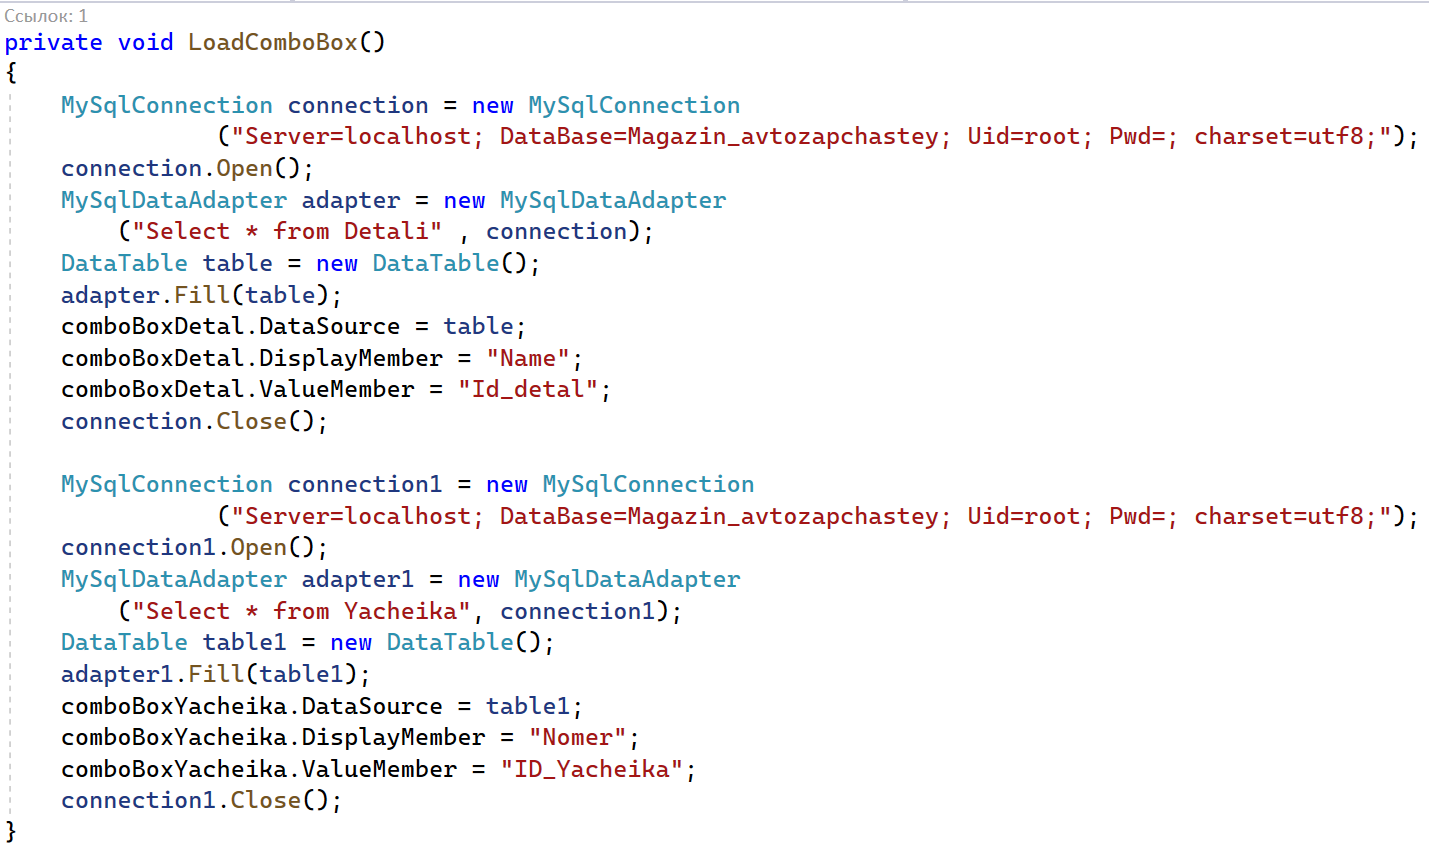 Ссылок: 1
private void LoadComboBox()
{
    MySqlConnection connection = new MySqlConnection
               ("Server=localhost; DataBase=Magazin_avtozapchastey; Uid=root; Pwd=; charset=utf8;");
    connection.Open();
    MySqlDataAdapter adapter = new MySqlDataAdapter
        ("Select * from Detali" , connection);
    DataTable table = new DataTable();
    adapter.Fill(table);
    comboBoxDetal.DataSource = table;
    comboBoxDetal.DisplayMember = "Name";
    comboBoxDetal.ValueMember = "Id_detal";
    connection.Close();

    MySqlConnection connection1 = new MySqlConnection
               ("Server=localhost; DataBase=Magazin_avtozapchastey; Uid=root; Pwd=; charset=utf8;");
    connection1.Open();
    MySqlDataAdapter adapter1 = new MySqlDataAdapter
        ("Select * from Yacheika", connection1);
    DataTable table1 = new DataTable();
    adapter1.Fill(table1);
    comboBoxYacheika.DataSource = table1;
    comboBoxYacheika.DisplayMember = "Nomer";
    comboBoxYacheika.ValueMember = "ID_Yacheika";
    connection1.Close();
}